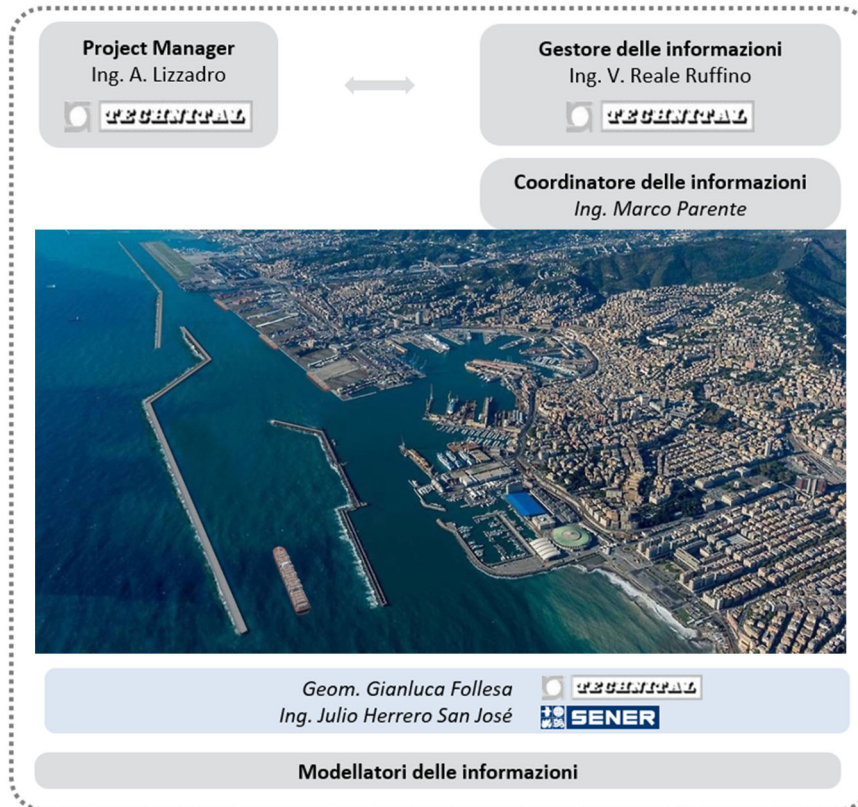 Project Manager
Ing. A. Lizzadro
TECHNITAL
Gestore delle informazioni
Ing. V. Reale Ruffino
TECHNITAL
Coordinatore delle informazioni
Ing. Marco Parente
Geom. Gianluca Follesa
TECHNITAL
Ing. Julio Herrero San José
SENER
Modellatori delle informazioni